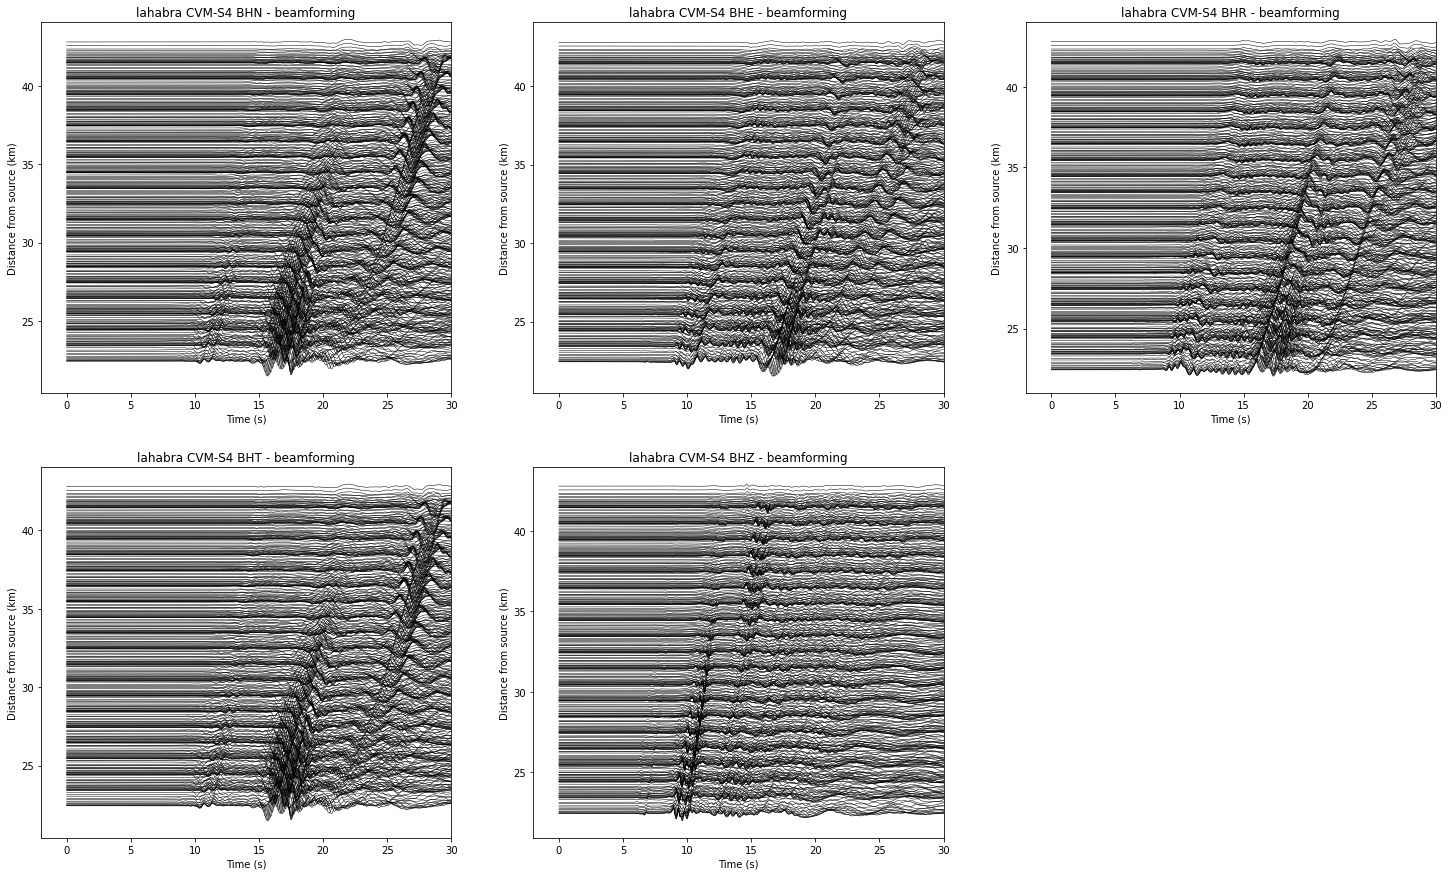 lahabra CVM-S4 BHN - beamforming
Distance from source (km)
40
35
30
25
0 5 10 15 20 25 30
Time (s)
lahabra CVM-S4 BHE - beamforming
Distance from source (km)
40
35
30
25
0 5 10 15 20 25 30
Time (s)
lahabra CVM-S4 BHR - beamforming
Distance from source (km)
40
35
30
25
0 5 10 15 20 25 30
Time (s)
lahabra CVM-S4 BHT - beamforming
Distance from source (km)
40
35
30
25
0 5 10 15 20 25 30
Time (s)
lahabra CVM-S4 BHZ - beamforming
Distance from source (km)
40
35
30
25
0 5 10 15 20 25 30
Time (s)